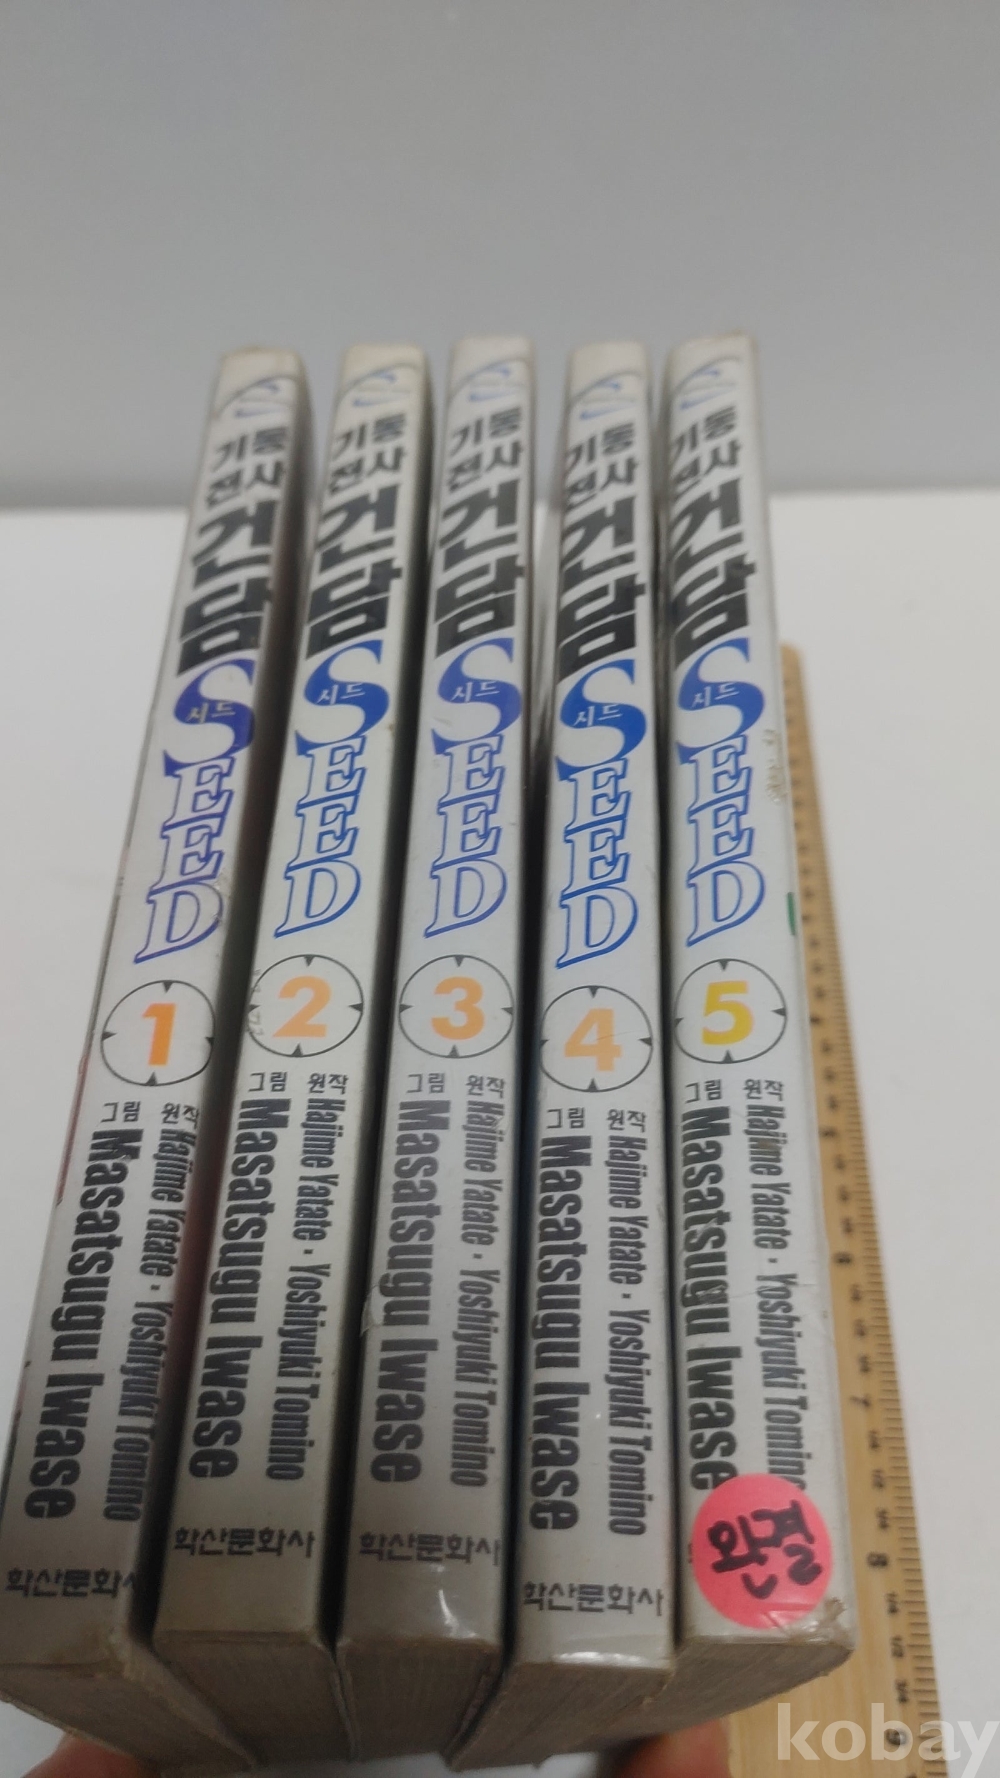 기동
전사
건담
SEED
시드
1
그림 Masatsugu Iwase
원작 Hajime Yatate · Yoshiyuki Tomino
학산문화사
기동
전사
건담
SEED
시드
2
그림 Masatsugu Iwase
원작 Hajime Yatate · Yoshiyuki Tomino
학산문화사
기동
전사
건담
SEED
시드
3
그림 Masatsugu Iwase
원작 Hajime Yatate · Yoshiyuki Tomino
학산문화사
기동
전사
건담
SEED
시드
4
그림 Masatsugu Iwase
원작 Hajime Yatate · Yoshiyuki Tomino
학산문화사
기동
전사
건담
SEED
시드
5
그림 Masatsugu Iwase
원작 Hajime Yatate · Yoshiyuki Tomin
완결
6
7
8
9
kobay